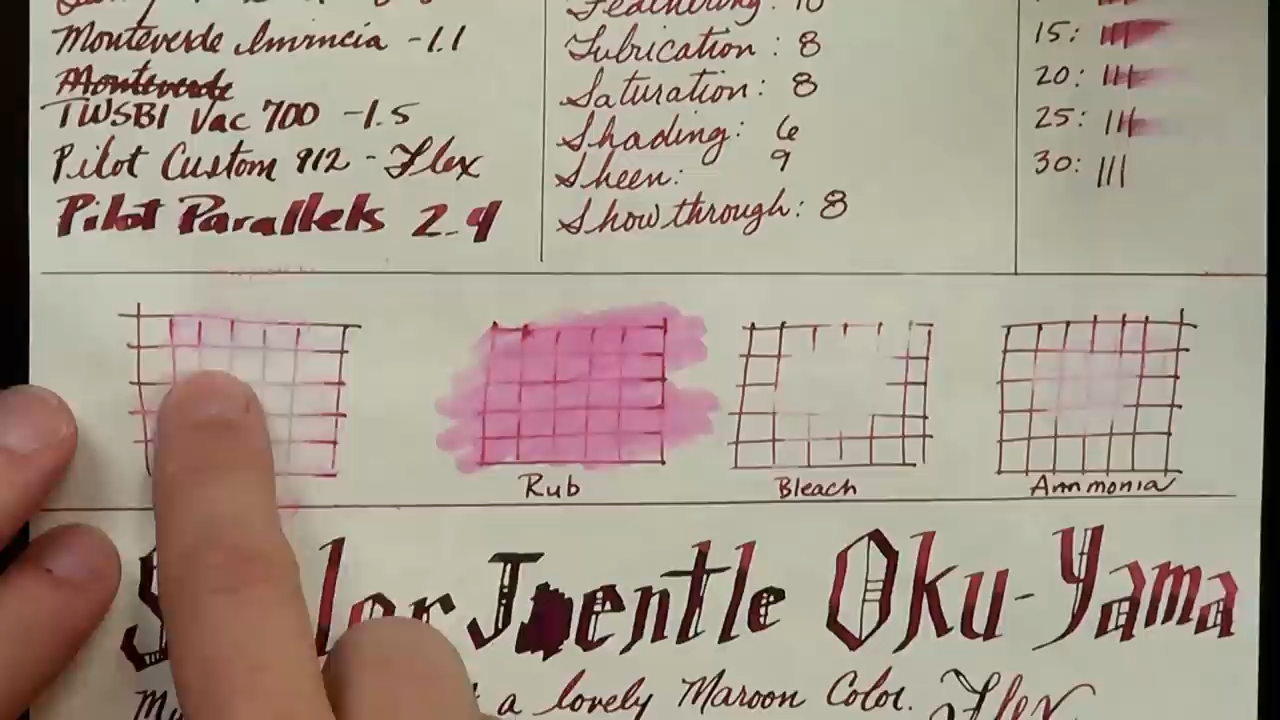 Monteverde Invincia -1.1
Monteverde
TWSBI Vac 700 -1.5
Pilot Custom 912 - Flex
Pilot Parallels 2.4
Feathering: 10
Lubrication: 8
Saturation: 8
Shading: 6
Sheen: 9
Showthrough: 8
15:
20:
25:
30:
Rub
Bleach
Ammonia
Jentle Oku-Yama
a lovely Maroon Color. Flex